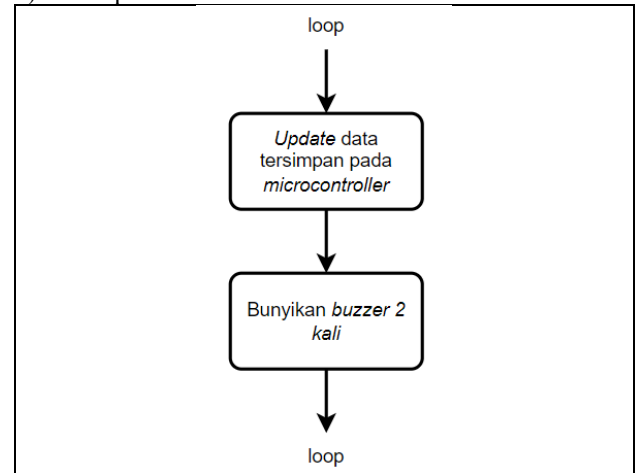 loop
Update data
tersimpan pada
microcontroller
Bunyikan buzzer 2
kali
loop